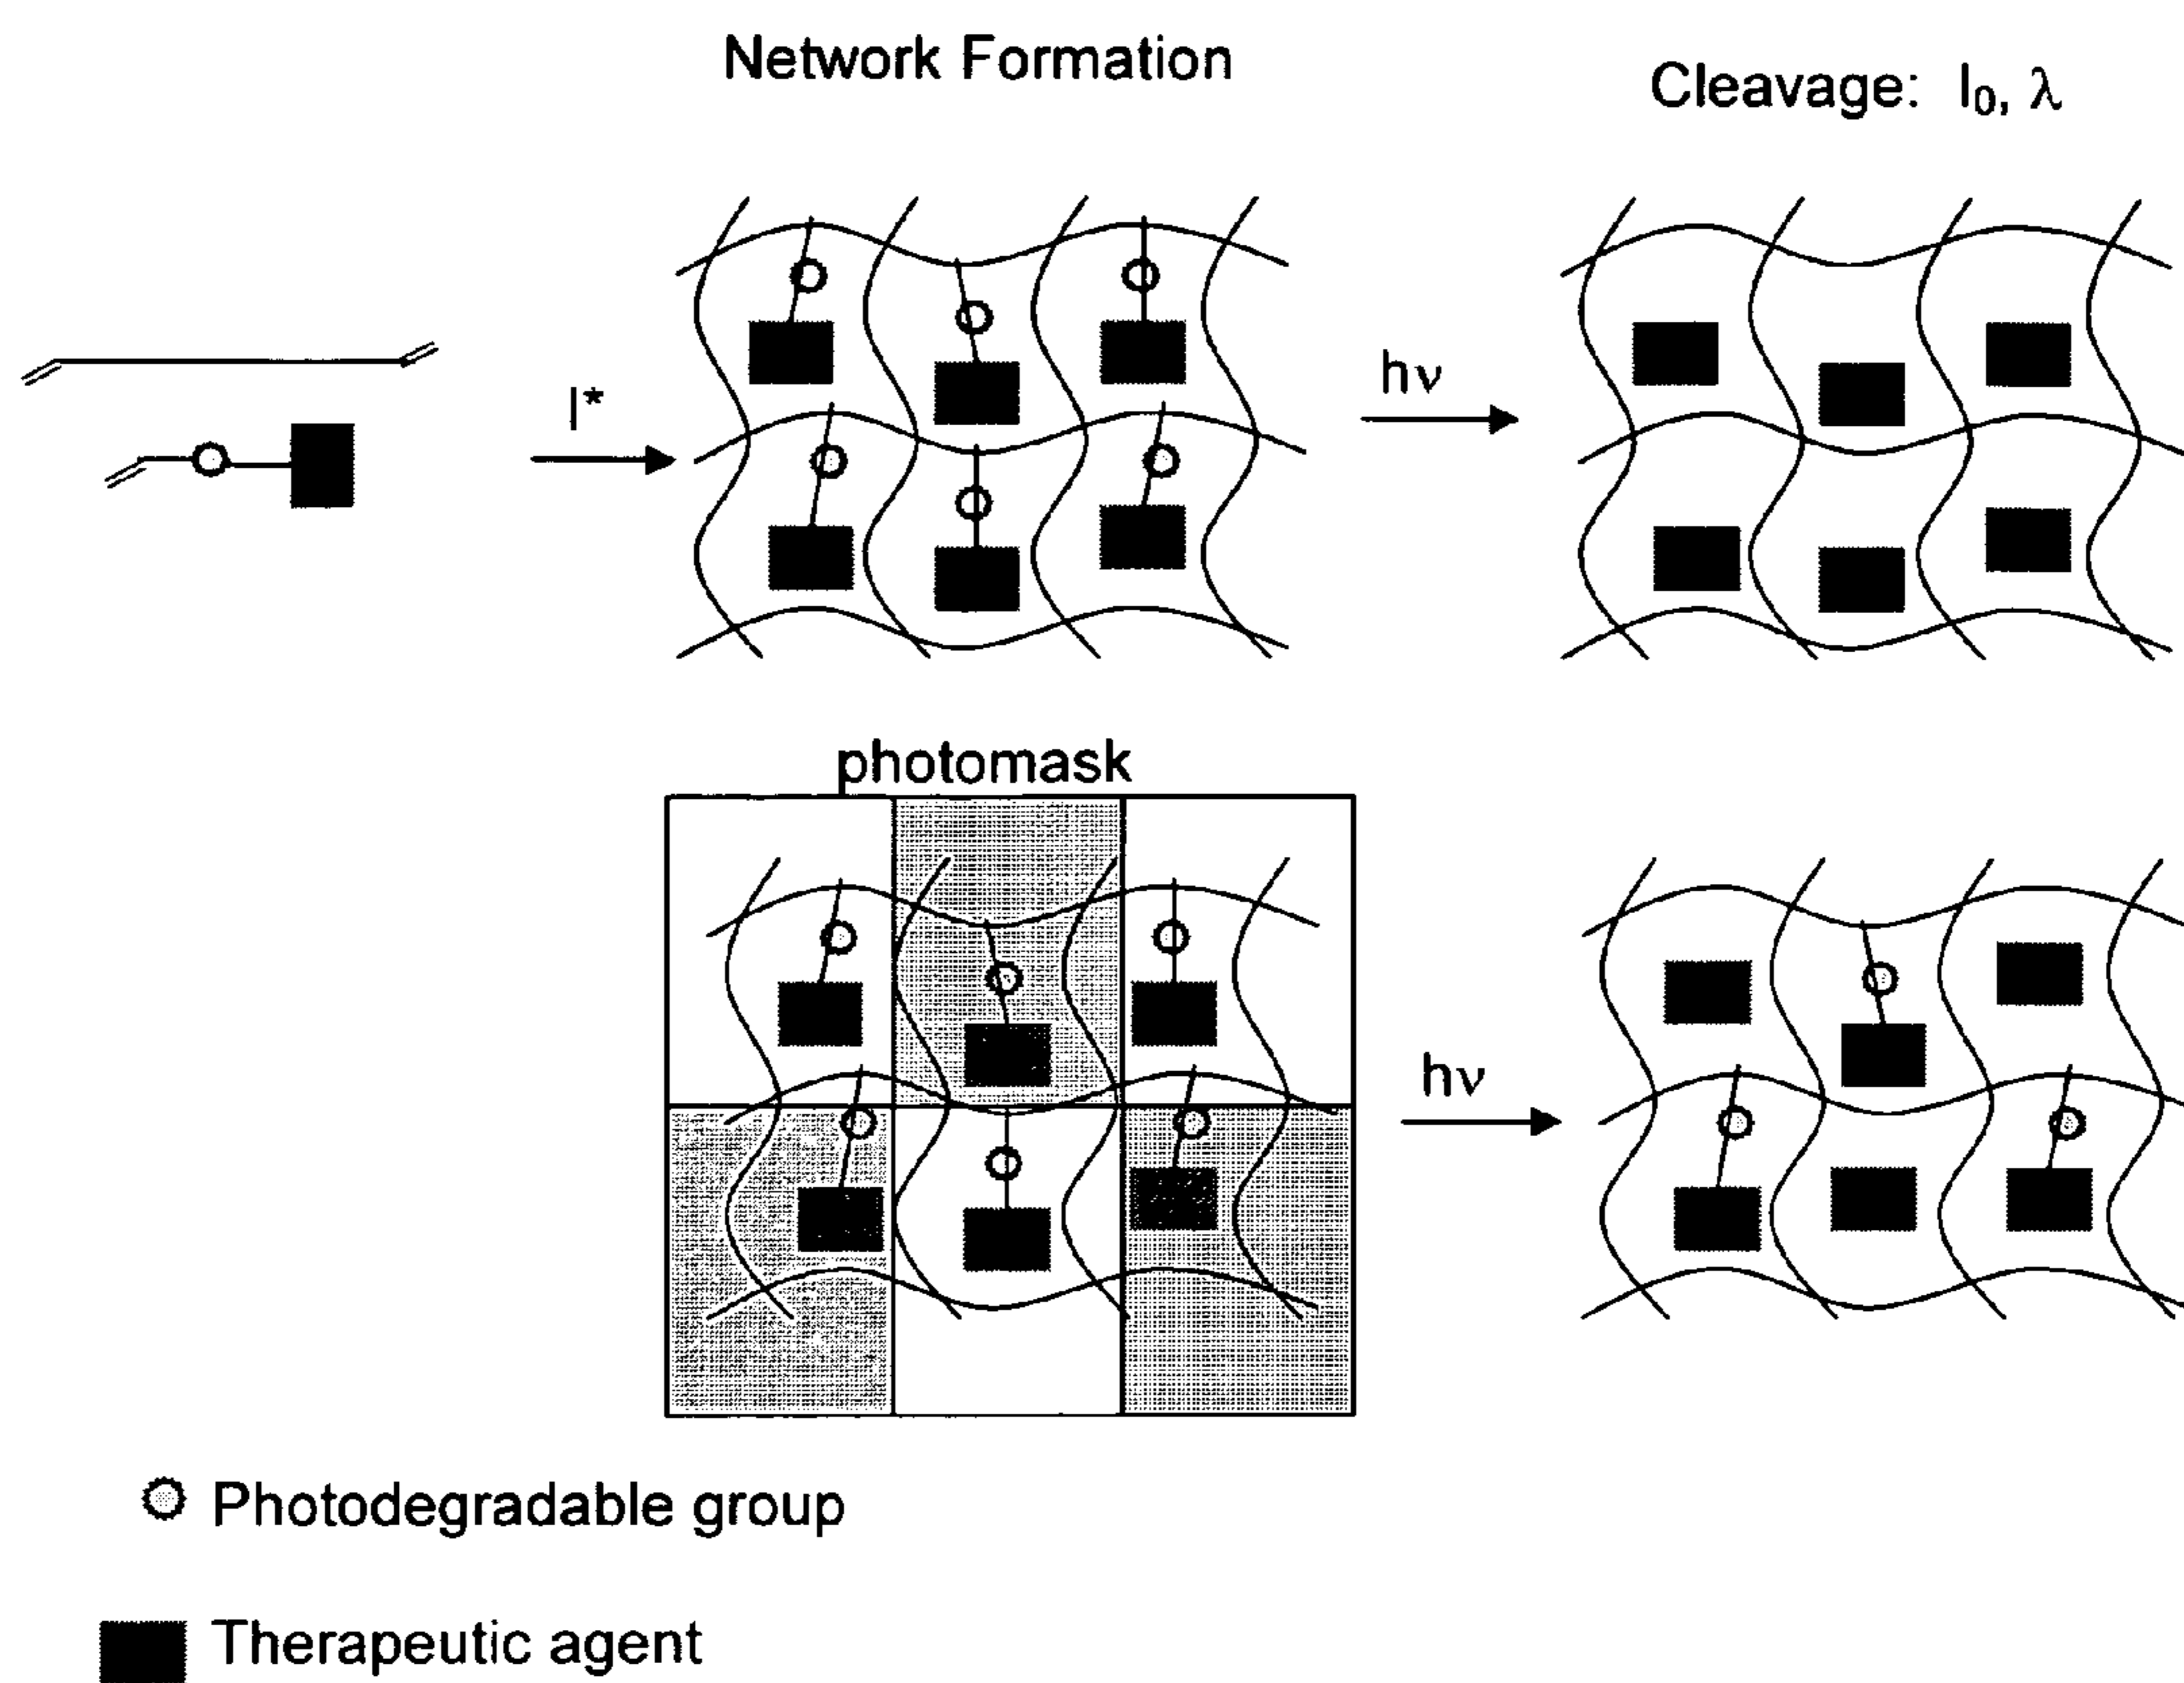 Network Formation
Cleavage: I₀, λ
I*
hν
photomask
hν
Photodegradable group
Therapeutic agent